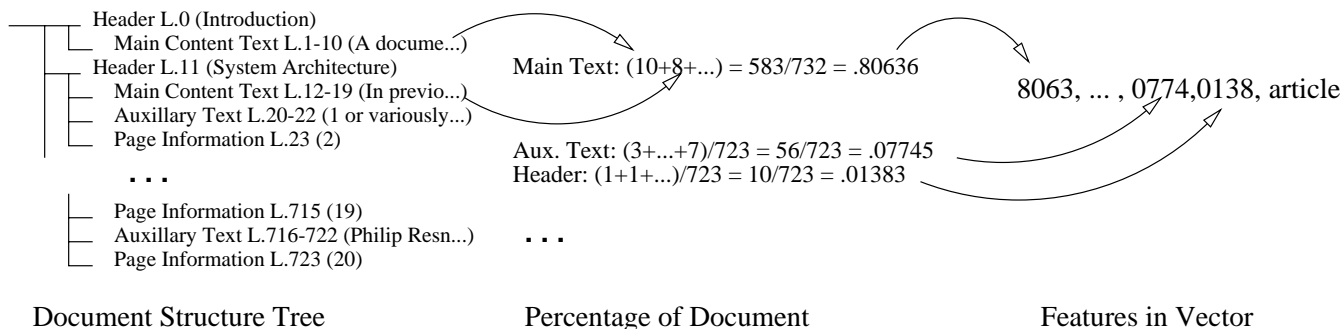 Header L.0 (Introduction)
Main Content Text L.1-10 (A docume...)
Header L.11 (System Architecture)
Main Content Text L.12-19 (In previo...)
Auxillary Text L.20-22 (1 or variously...)
Page Information L.23 (2)
...
Page Information L.715 (19)
Auxillary Text L.716-722 (Philip Resn...)
Page Information L.723 (20)
Document Structure Tree
Main Text: (10+8+...) = 583/732 = .80636
Aux. Text: (3+...+7)/723 = 56/723 = .07745
Header: (1+1+...)/723 = 10/723 = .01383
...
Percentage of Document
8063, ... , 0774,0138, article
Features in Vector